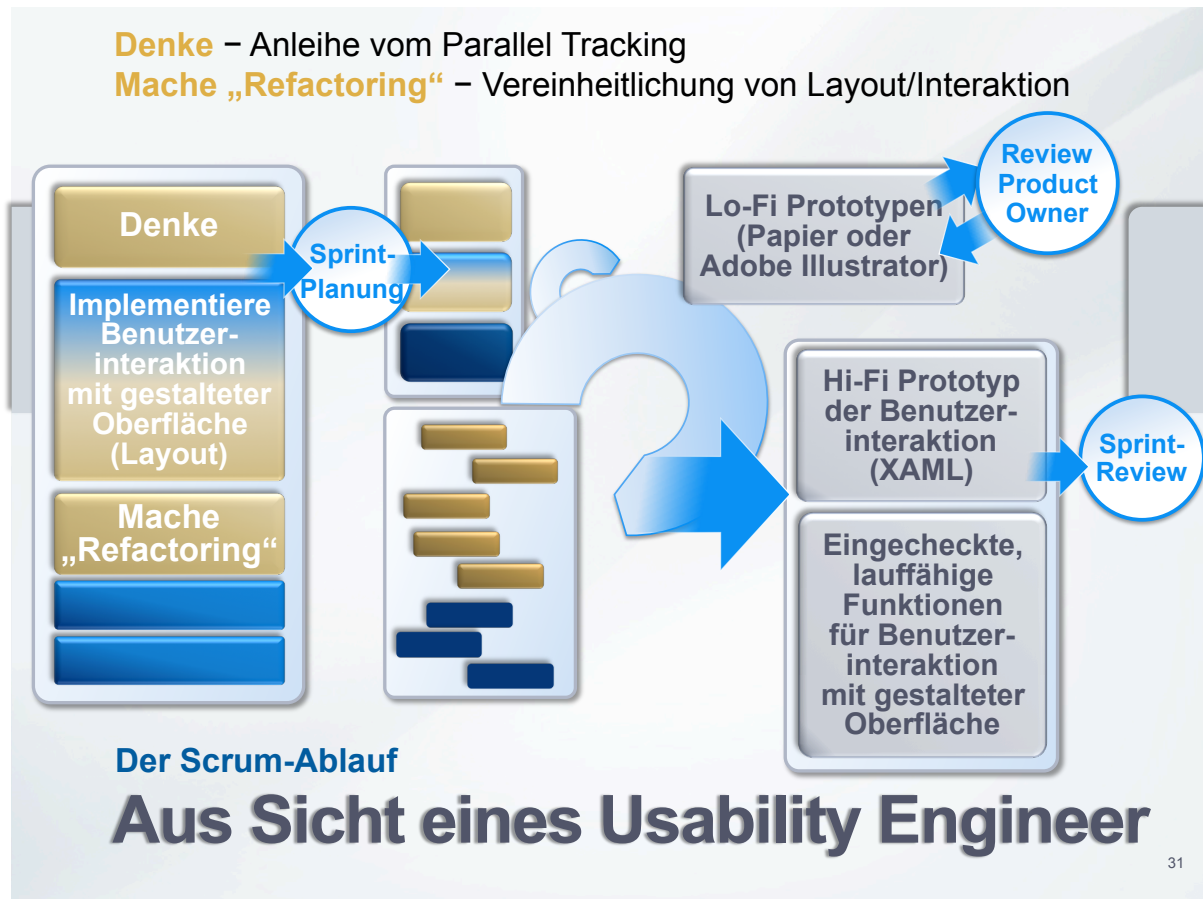 Denke – Anleihe vom Parallel Tracking
Mache „Refactoring“ – Vereinheitlichung von Layout/Interaktion
Denke
Implementiere
Benutzer-
interaktion
mit gestalteter
Oberfläche
(Layout)
Mache
„Refactoring“
Sprint-
Planung
Lo-Fi Prototypen
(Papier oder
Adobe Illustrator)
Review
Product
Owner
Hi-Fi Prototyp
der Benutzer-
interaktion
(XAML)
Eingecheckte,
lauffähige
Funktionen
für Benutzer-
interaktion
mit gestalteter
Oberfläche
Sprint-
Review
Der Scrum-Ablauf
Aus Sicht eines Usability Engineer
31